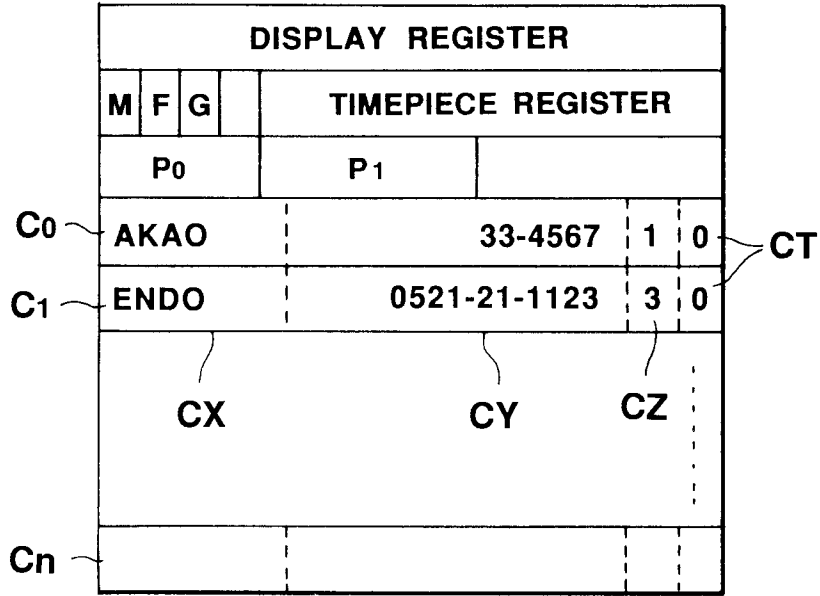 DISPLAY REGISTER
M F G TIMEPIECE REGISTER
P0 P1
C0 AKAO 33-4567 1 0 CT
C1 ENDO 0521-21-1123 3 0
CX CY CZ
Cn